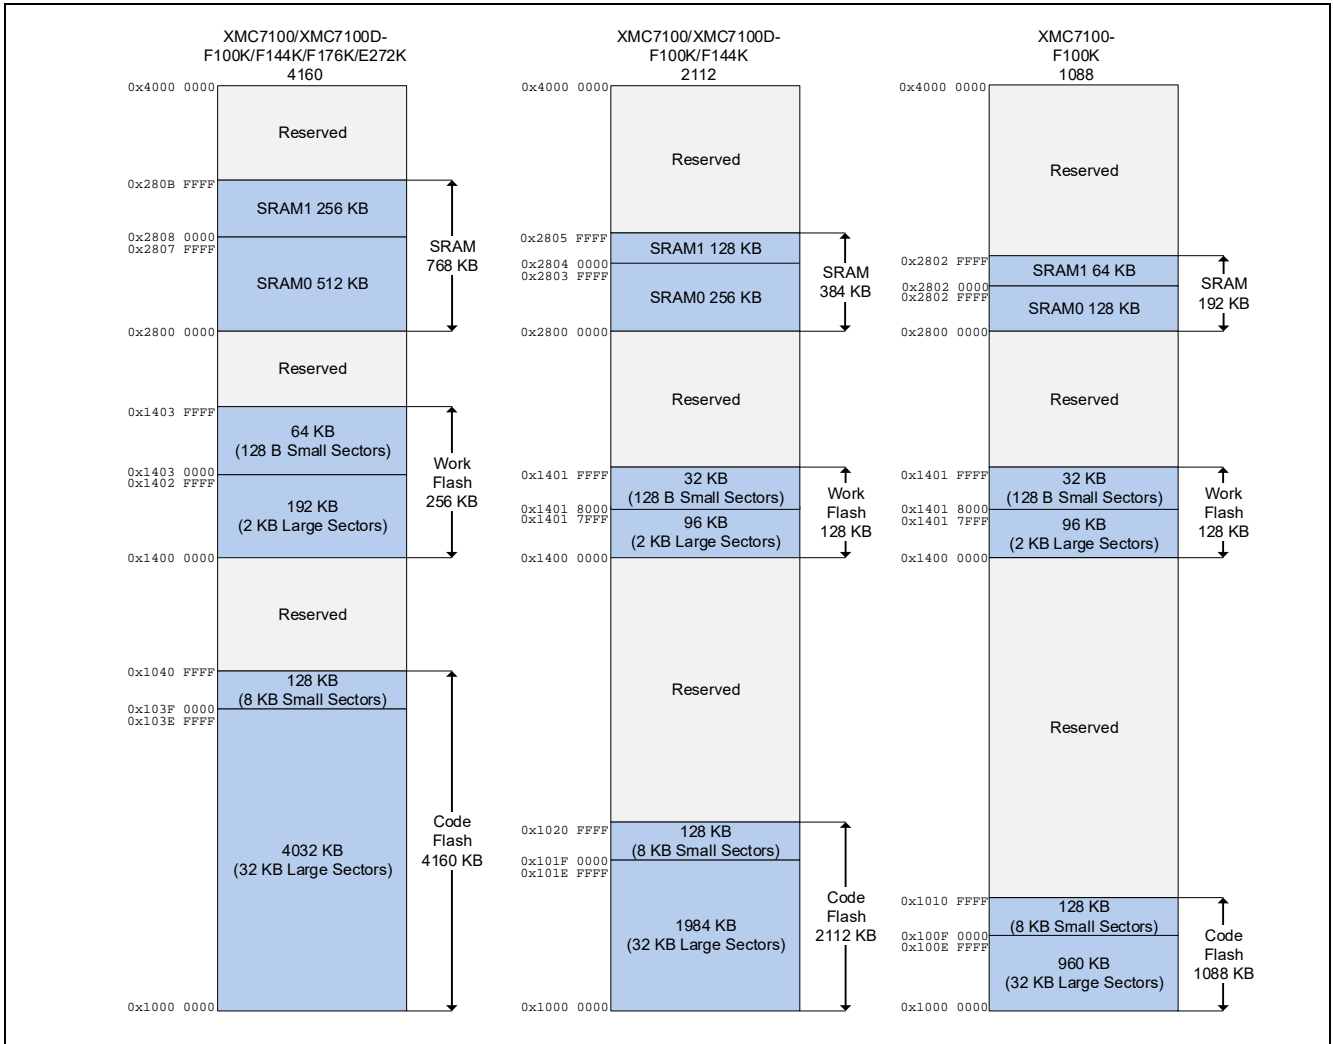 XMC7100/XMC7100D-
F100K/F144K/F176K/E272K
4160
0x4000 0000
Reserved
0x280B FFFF
SRAM1 256 KB
0x2808 0000
0x2807 FFFF
SRAM0 512 KB
SRAM
768 KB
0x2800 0000
Reserved
0x1403 FFFF
64 KB
(128 B Small Sectors)
0x1403 0000
0x1402 FFFF
192 KB
(2 KB Large Sectors)
Work
Flash
256 KB
0x1400 0000
Reserved
0x1040 FFFF
128 KB
(8 KB Small Sectors)
0x103F 0000
0x103E FFFF
4032 KB
(32 KB Large Sectors)
Code
Flash
4160 KB
0x1000 0000
XMC7100/XMC7100D-
F100K/F144K
2112
0x4000 0000
Reserved
0x2805 FFFF
SRAM1 128 KB
0x2804 0000
0x2803 FFFF
SRAM0 256 KB
SRAM
384 KB
0x2800 0000
Reserved
0x1401 FFFF
32 KB
(128 B Small Sectors)
0x1401 8000
0x1401 7FFF
96 KB
(2 KB Large Sectors)
Work
Flash
128 KB
0x1400 0000
Reserved
0x1020 FFFF
128 KB
(8 KB Small Sectors)
0x101F 0000
0x101E FFFF
1984 KB
(32 KB Large Sectors)
Code
Flash
2112 KB
0x1000 0000
XMC7100-
F100K
1088
0x4000 0000
Reserved
0x2802 FFFF
SRAM1 64 KB
0x2802 0000
0x2802 FFFF
SRAM0 128 KB
SRAM
192 KB
0x2800 0000
Reserved
0x1401 FFFF
32 KB
(128 B Small Sectors)
0x1401 8000
0x1401 7FFF
96 KB
(2 KB Large Sectors)
Work
Flash
128 KB
0x1400 0000
Reserved
0x1010 FFFF
128 KB
(8 KB Small Sectors)
0x100F 0000
0x100E FFFF
960 KB
(32 KB Large Sectors)
Code
Flash
1088 KB
0x1000 0000